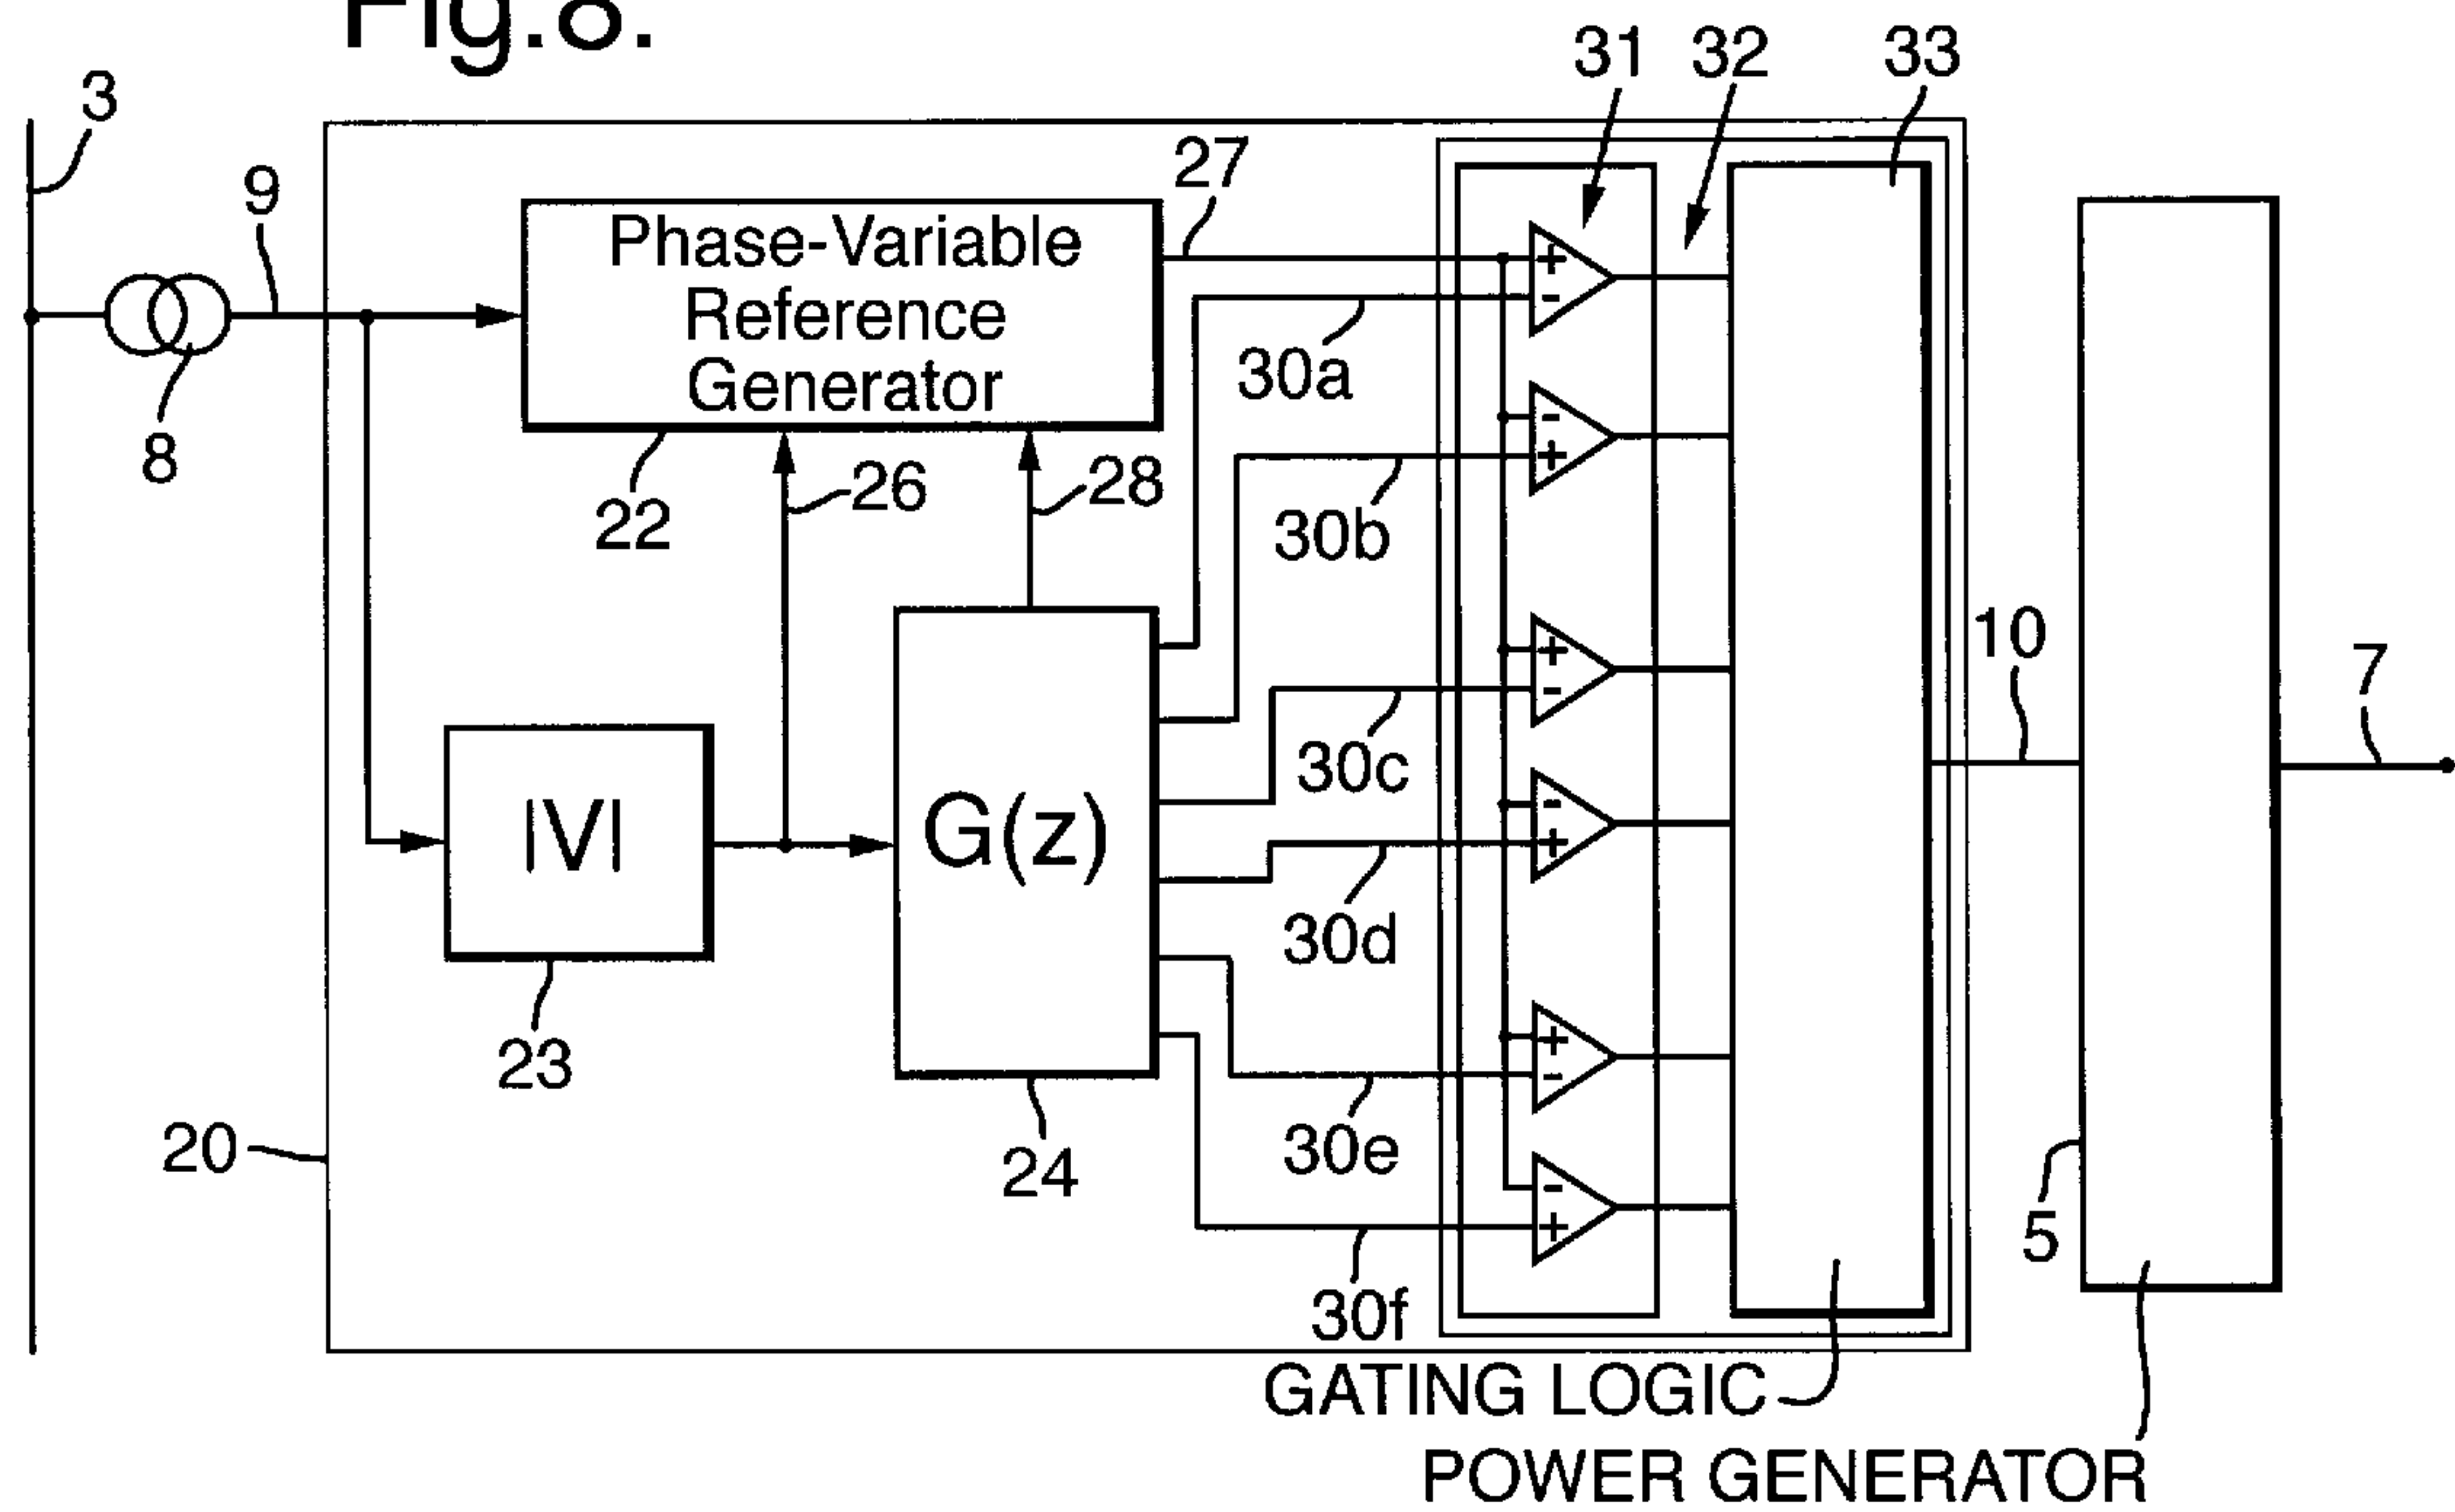 Fig.8.
31 32 33
3
9
27
Phase-Variable
Reference
Generator
8
22
26
28
30a
30b
10
7
30c
|V|
G(z)
30d
23
20
24
30e
5
30f
+
-
-
+
+
-
-
+
+
-
-
+
GATING LOGIC
POWER GENERATOR